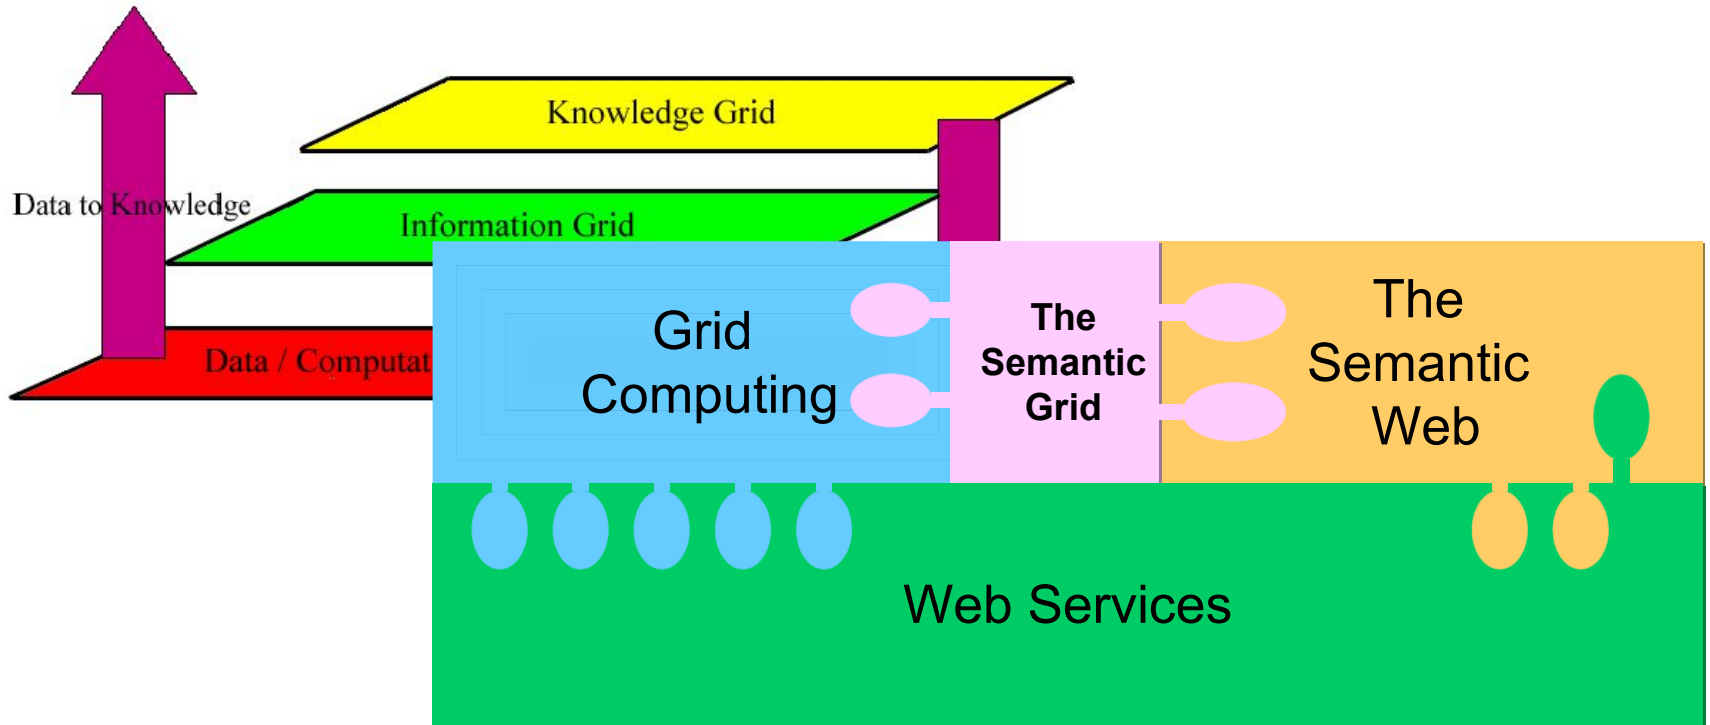 Knowledge Grid
Data to Knowledge
Information Grid
Data / Computat
Grid
Computing
The
Semantic
Grid
The
Semantic
Web
Web Services